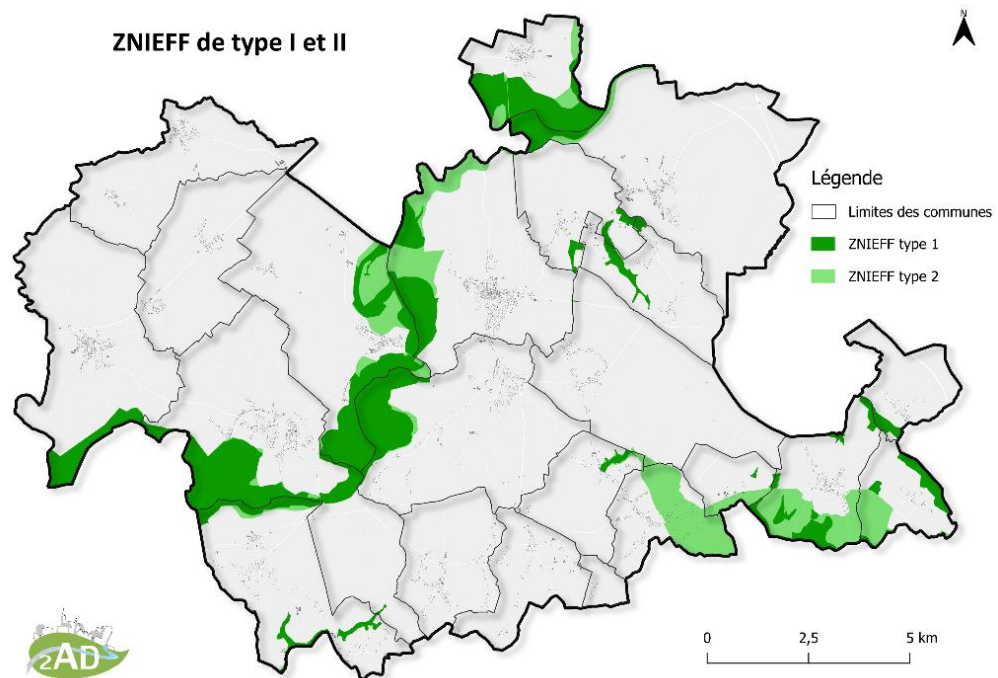 ZNIEFF de type I et II
N
Légende
Limites des communes
ZNIEFF type 1
ZNIEFF type 2
2AD
0 2,5 5 km